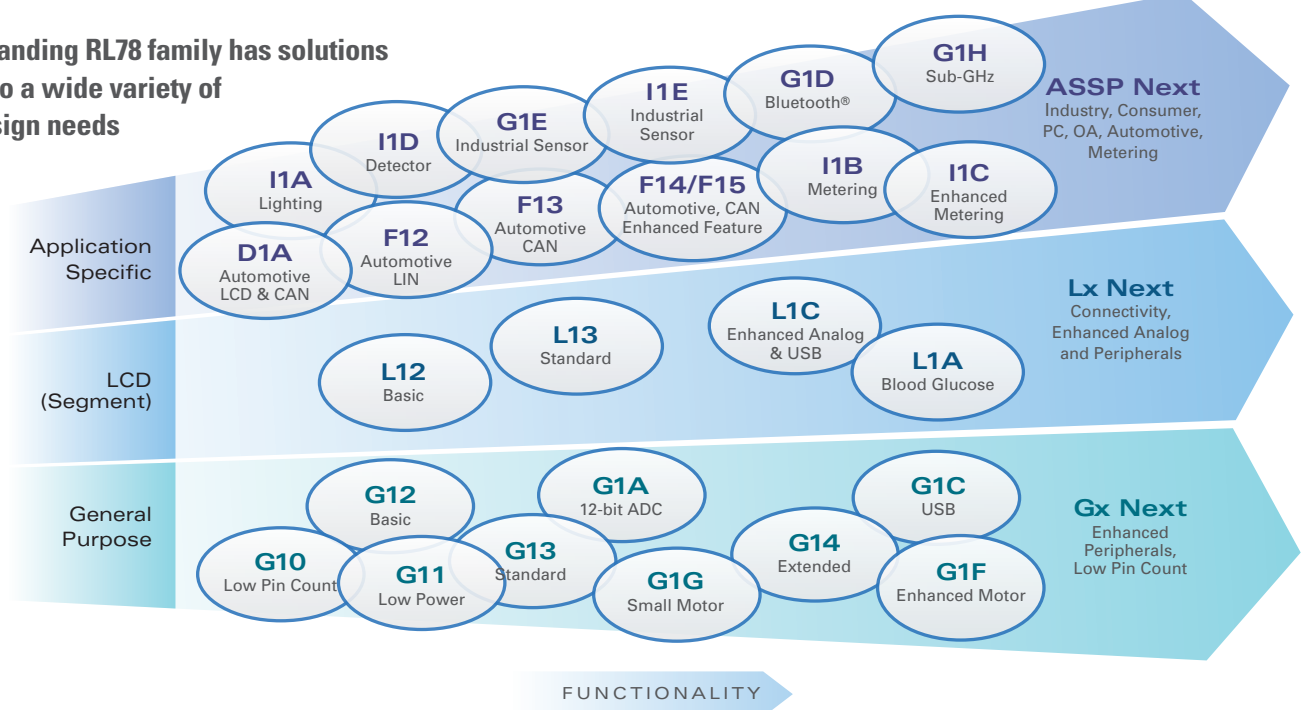 anding RL78 family has solutions
o a wide variety of
sign needs
Application
Specific
I1A
Lighting
I1D
Detector
G1E
Industrial Sensor
I1E
Industrial
Sensor
G1D
Bluetooth®
G1H
Sub-GHz
D1A
Automotive
LCD & CAN
F12
Automotive
LIN
F13
Automotive
CAN
F14/F15
Automotive, CAN
Enhanced Feature
I1B
Metering
I1C
Enhanced
Metering
ASSP Next
Industry, Consumer,
PC, OA, Automotive,
Metering
LCD
(Segment)
L12
Basic
L13
Standard
L1C
Enhanced Analog
& USB
L1A
Blood Glucose
Lx Next
Connectivity,
Enhanced Analog
and Peripherals
General
Purpose
G10
Low Pin Count
G12
Basic
G11
Low Power
G13
Standard
G1A
12-bit ADC
G1G
Small Motor
G14
Extended
G1C
USB
G1F
Enhanced Motor
Gx Next
Enhanced
Peripherals,
Low Pin Count
FUNCTIONALITY